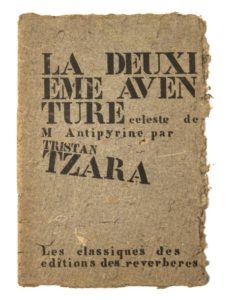 LA DEUXI
EME AVEN
TURE celeste de
M Antipyrine par
TRISTAN
TZARA
Les classiques des
editions des reverberes